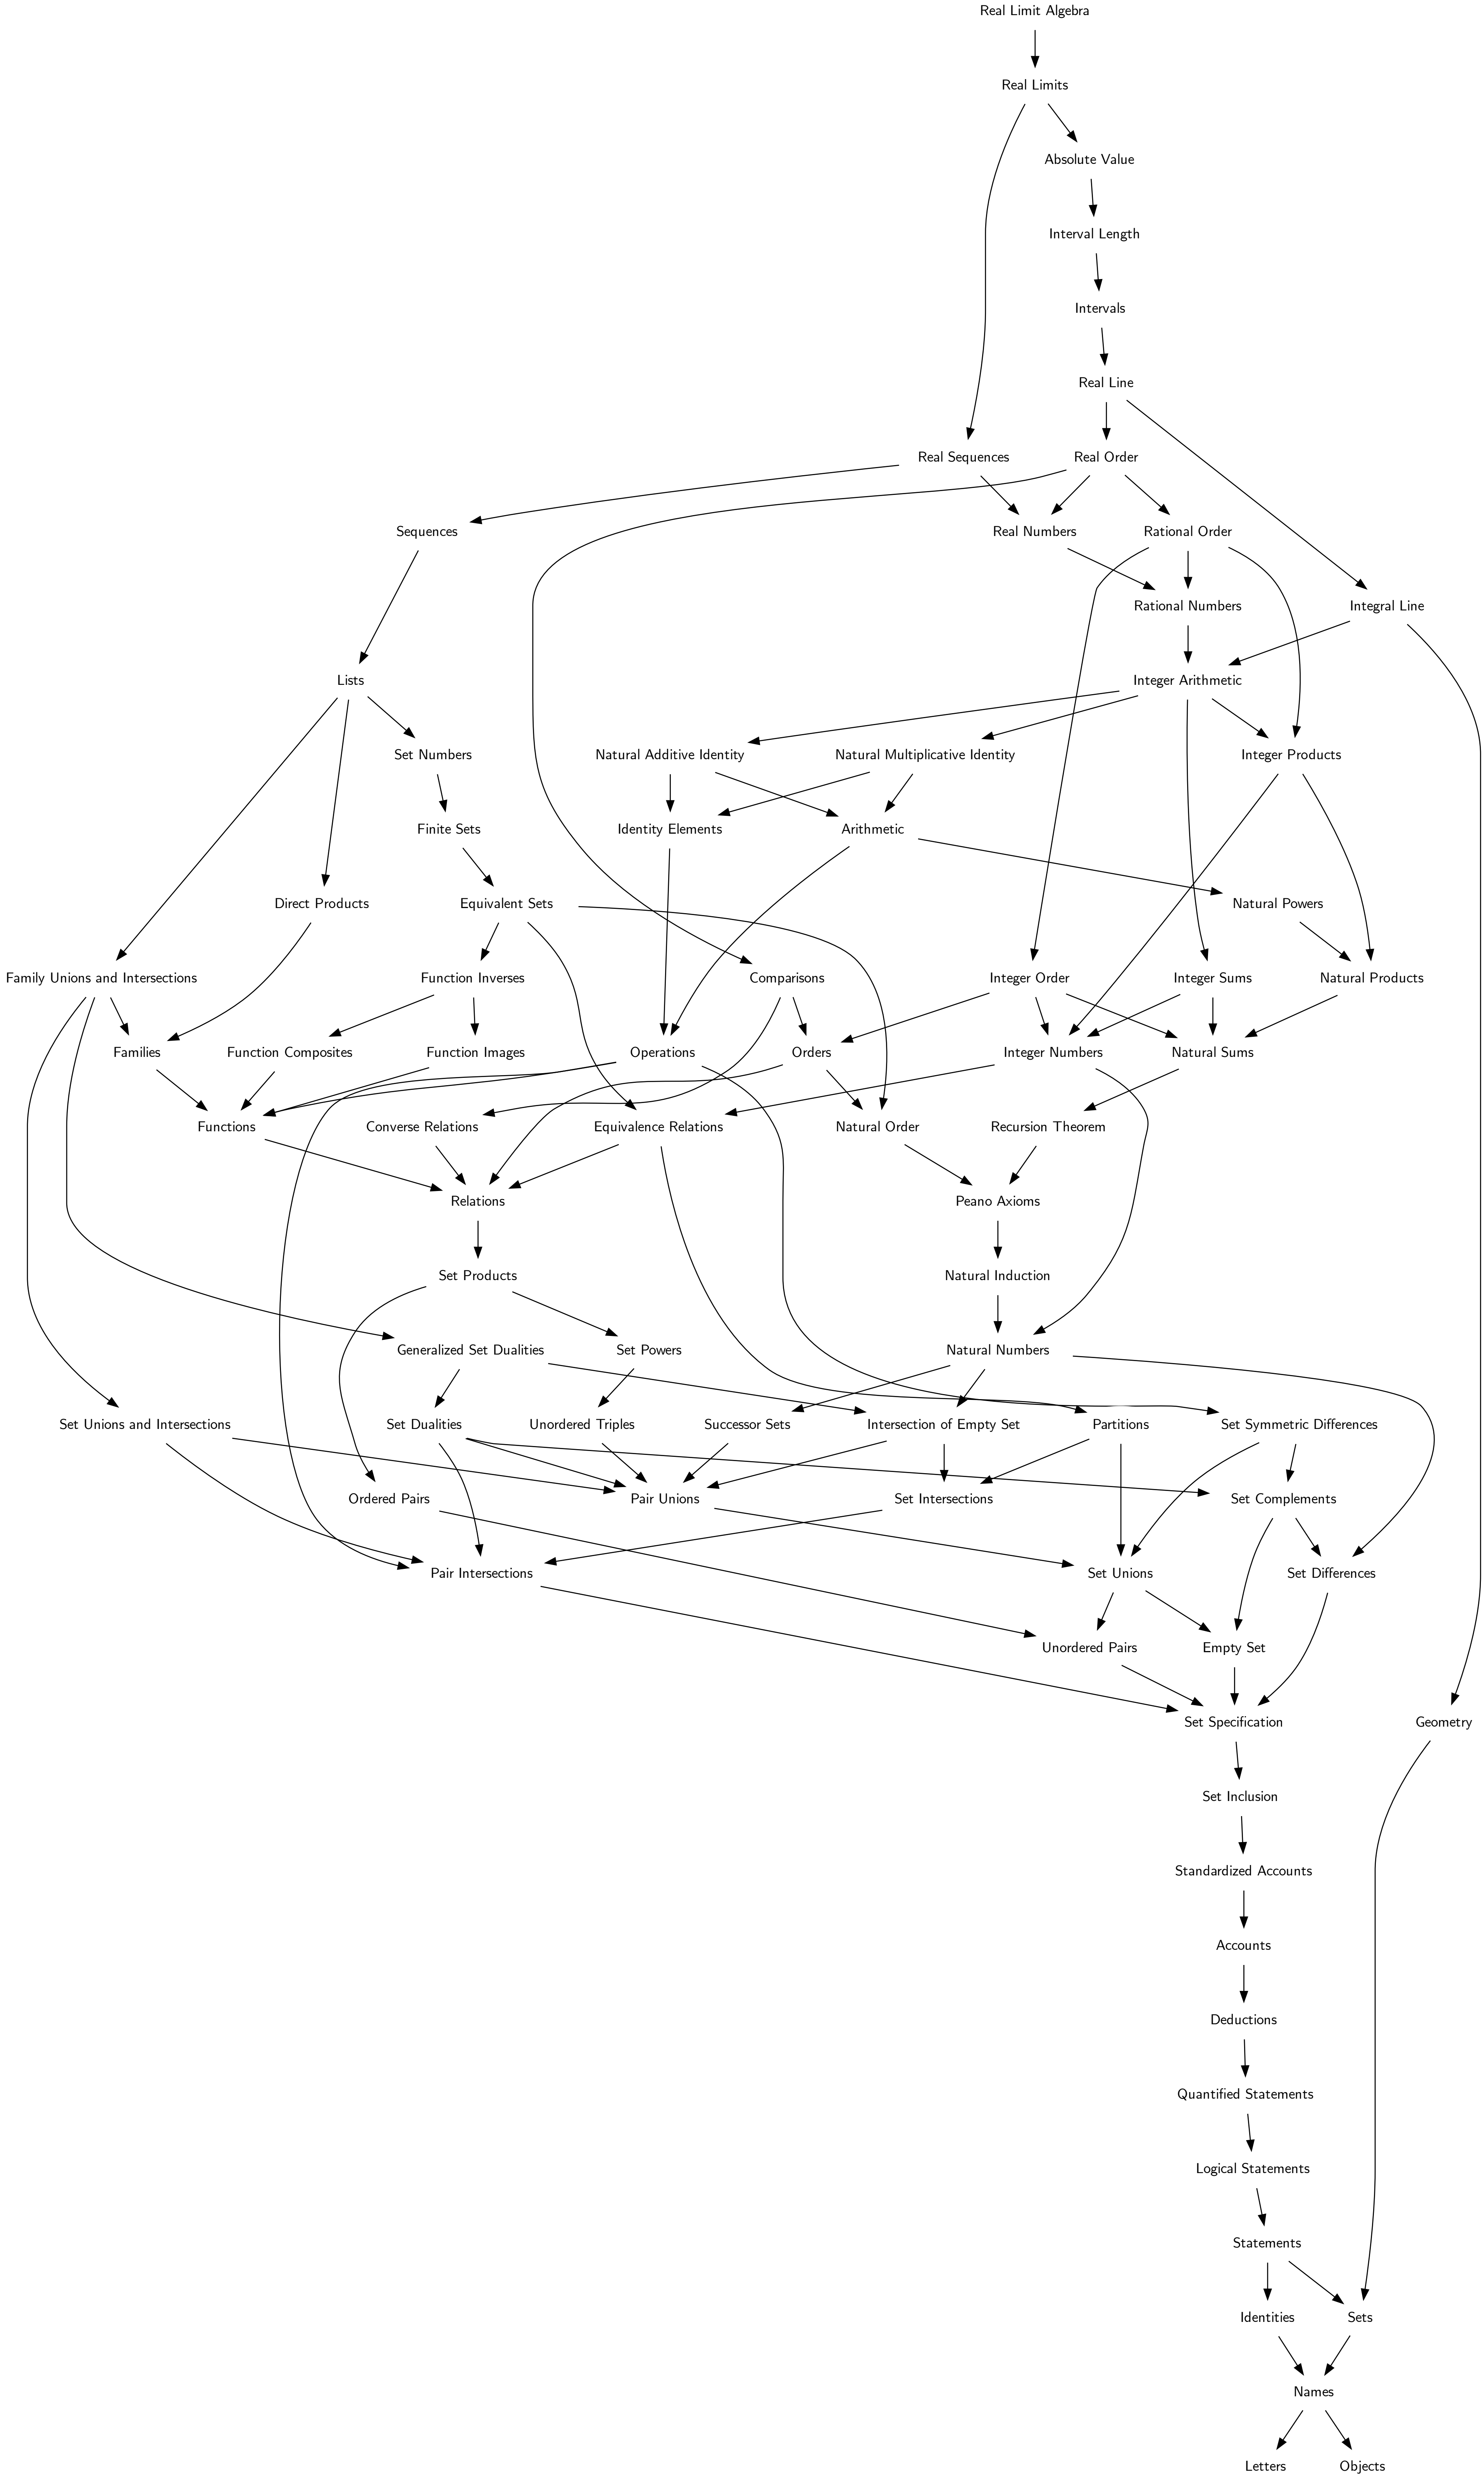 Real Limit Algebra
Real Limits
Absolute Value
Interval Length
Intervals
Real Line
Real Sequences
Real Order
Sequences
Real Numbers
Rational Order
Rational Numbers
Integral Line
Lists
Integer Arithmetic
Set Numbers
Natural Additive Identity
Natural Multiplicative Identity
Integer Products
Finite Sets
Identity Elements
Arithmetic
Direct Products
Equivalent Sets
Natural Powers
Family Unions and Intersections
Function Inverses
Comparisons
Integer Order
Integer Sums
Natural Products
Families
Function Composites
Function Images
Operations
Orders
Integer Numbers
Natural Sums
Functions
Converse Relations
Equivalence Relations
Natural Order
Recursion Theorem
Relations
Peano Axioms
Set Products
Natural Induction
Generalized Set Dualities
Set Powers
Natural Numbers
Set Unions and Intersections
Set Dualities
Unordered Triples
Successor Sets
Intersection of Empty Set
Partitions
Set Symmetric Differences
Ordered Pairs
Pair Unions
Set Intersections
Set Complements
Pair Intersections
Set Unions
Set Differences
Unordered Pairs
Empty Set
Set Specification
Geometry
Set Inclusion
Standardized Accounts
Accounts
Deductions
Quantified Statements
Logical Statements
Statements
Identities
Sets
Names
Letters
Objects